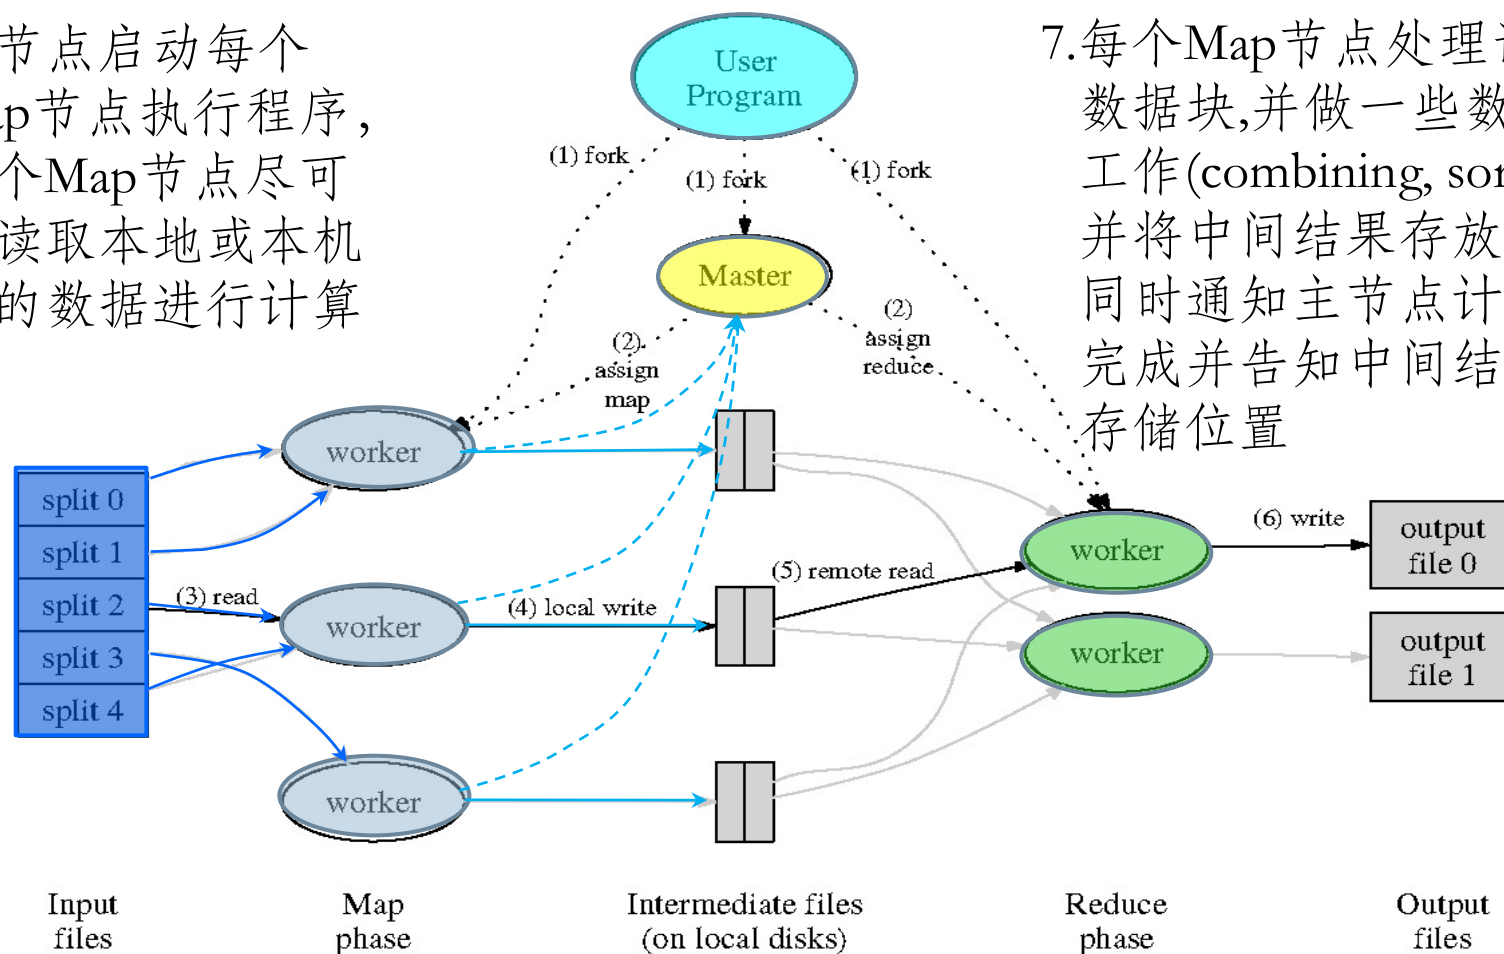 节点启动每个
ap节点执行程序,
个Map节点尽可
读取本地或本机
的数据进行计算
7.每个Map节点处理
数据块,并做一些数
工作(combining, sor
并将中间结果存放
同时通知主节点计
完成并告知中间结
存储位置
User
Program
(1) fork
(1) fork
(1) fork
Master
(2)
assign
map
(2)
assign
reduce
worker
worker
worker
split 0
split 1
split 2
split 3
split 4
(3) read
(4) local write
(5) remote read
worker
worker
(6) write
output
file 0
output
file 1
Input
files
Map
phase
Intermediate files
(on local disks)
Reduce
phase
Output
files